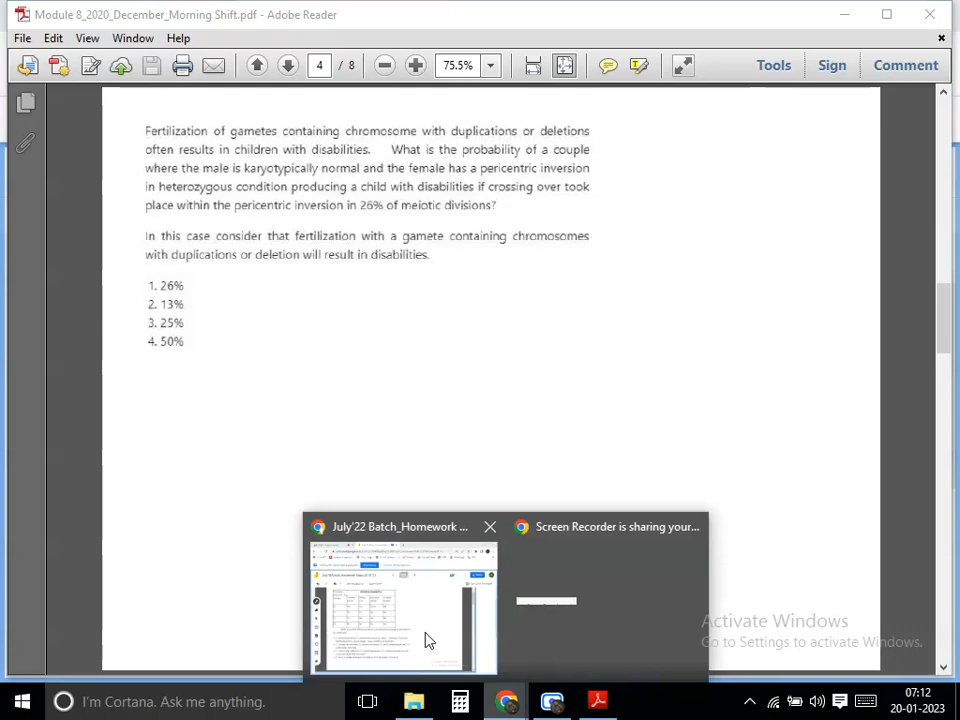 Module 8_2020_December_Morning Shift.pdf - Adobe Reader
File Edit View Window Help
4 / 8 75.5% Tools Sign Comment
Fertilization of gametes containing chromosome with duplications or deletions
often results in children with disabilities. What is the probability of a couple
where the male is karyotypically normal and the female has a pericentric inversion
in heterozygous condition producing a child with disabilities if crossing over took
place within the pericentric inversion in 26% of meiotic divisions?
In this case consider that fertilization with a gamete containing chromosomes
with duplications or deletion will result in disabilities.
1. 26%
2. 13%
3. 25%
4. 50%
July'22 Batch_Homework ... Screen Recorder is sharing your...
Activate Windows
Go to Settings to activate Windows.
I'm Cortana. Ask me anything. 07:12
20-01-2023